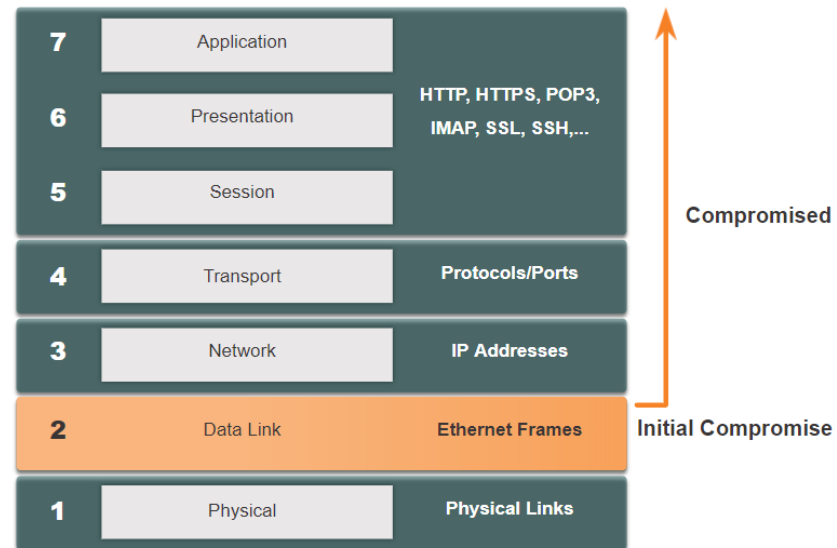 7 Application
HTTP, HTTPS, POP3,
6 Presentation
IMAP, SSL, SSH,...
5 Session
Compromised
4 Transport Protocols/Ports
3 Network IP Addresses
2 Data Link Ethernet Frames Initial Compromise
1 Physical Physical Links